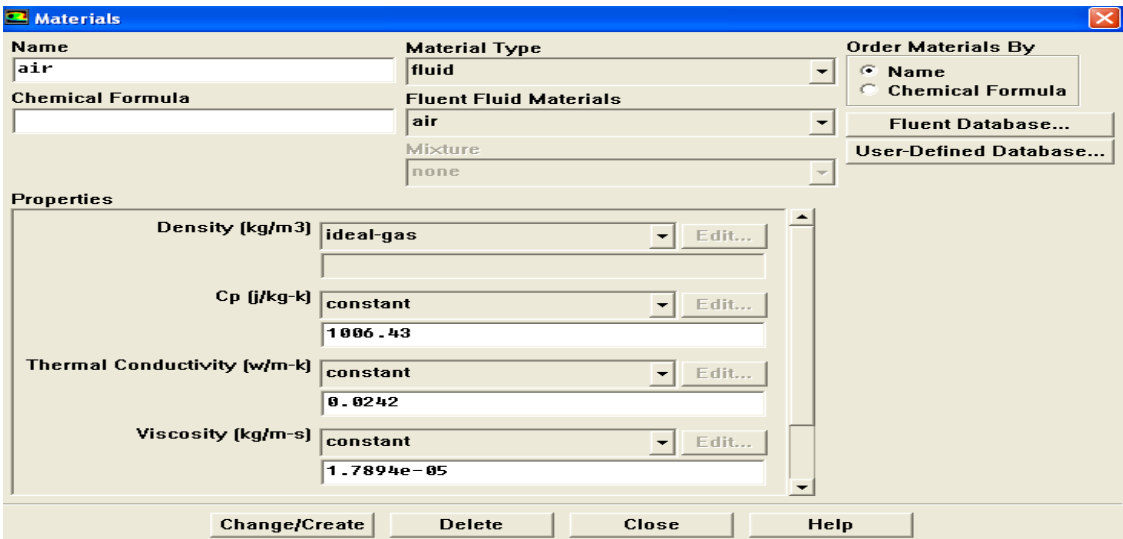 Materials
Name
air
Chemical Formula
Material Type
fluid
Fluent Fluid Materials
air
Mixture
none
Order Materials By
Name
Chemical Formula
Fluent Database...
User-Defined Database...
Properties
Density (kg/m3) ideal-gas Edit...
Cp (j/kg-k) constant Edit...
1006.43
Thermal Conductivity (w/m-k) constant Edit...
0.0242
Viscosity (kg/m-s) constant Edit...
1.7894e-05
Change/Create Delete Close Help